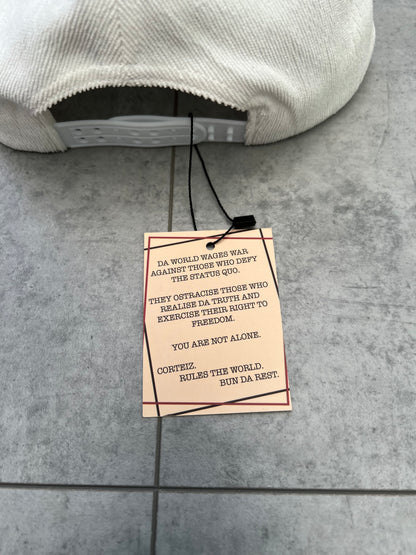 DA WORLD WAGES WAR
AGAINST THOSE WHO DEFY
THE STATUS QUO.
THEY OSTRACISE THOSE WHO
REALISE DA TRUTH AND
EXERCISE THEIR RIGHT TO
FREEDOM.
YOU ARE NOT ALONE.
CORTEIZ.
RULES THE WORLD.
BUN DA REST.